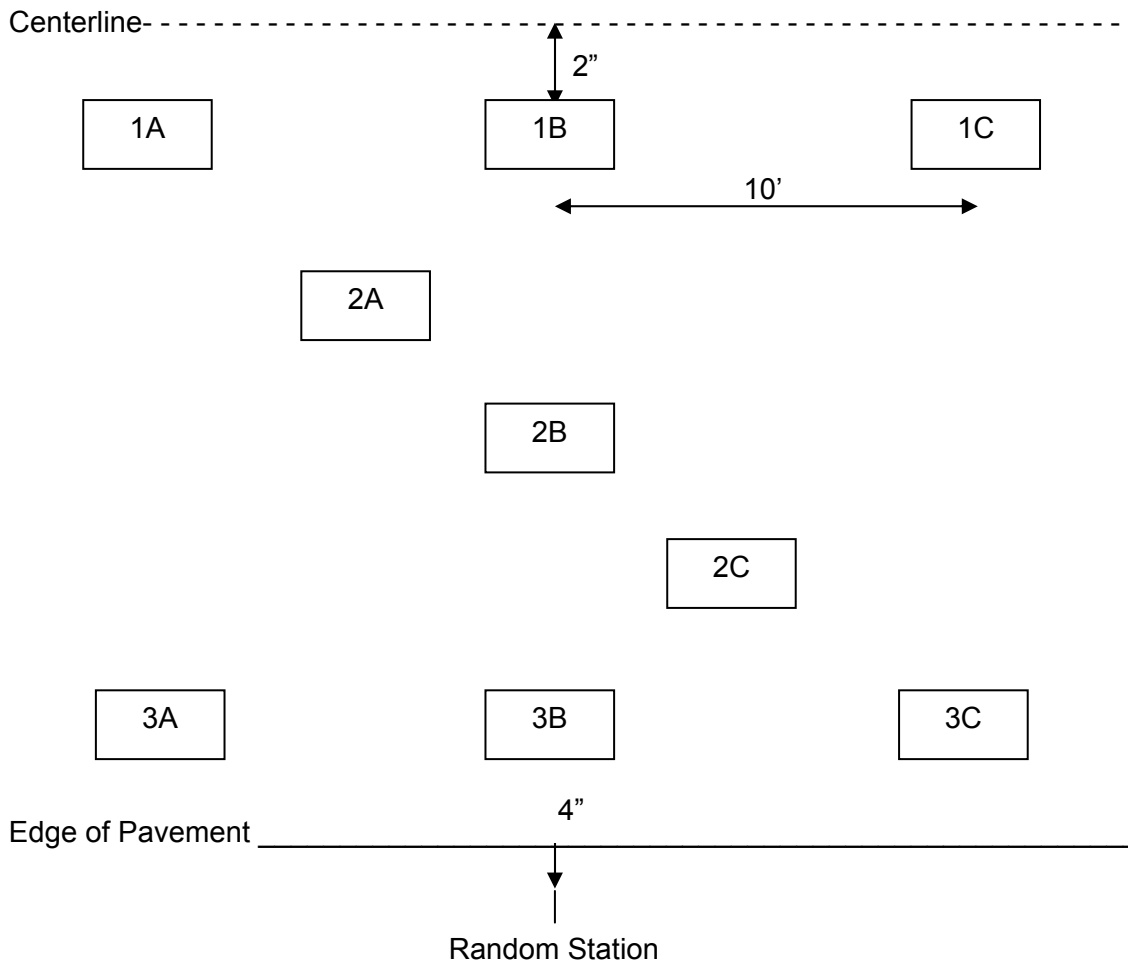 Centerline
2”
1A 1B 1C
10’
2A
2B
2C
3A 3B 3C
4”
Edge of Pavement
Random Station